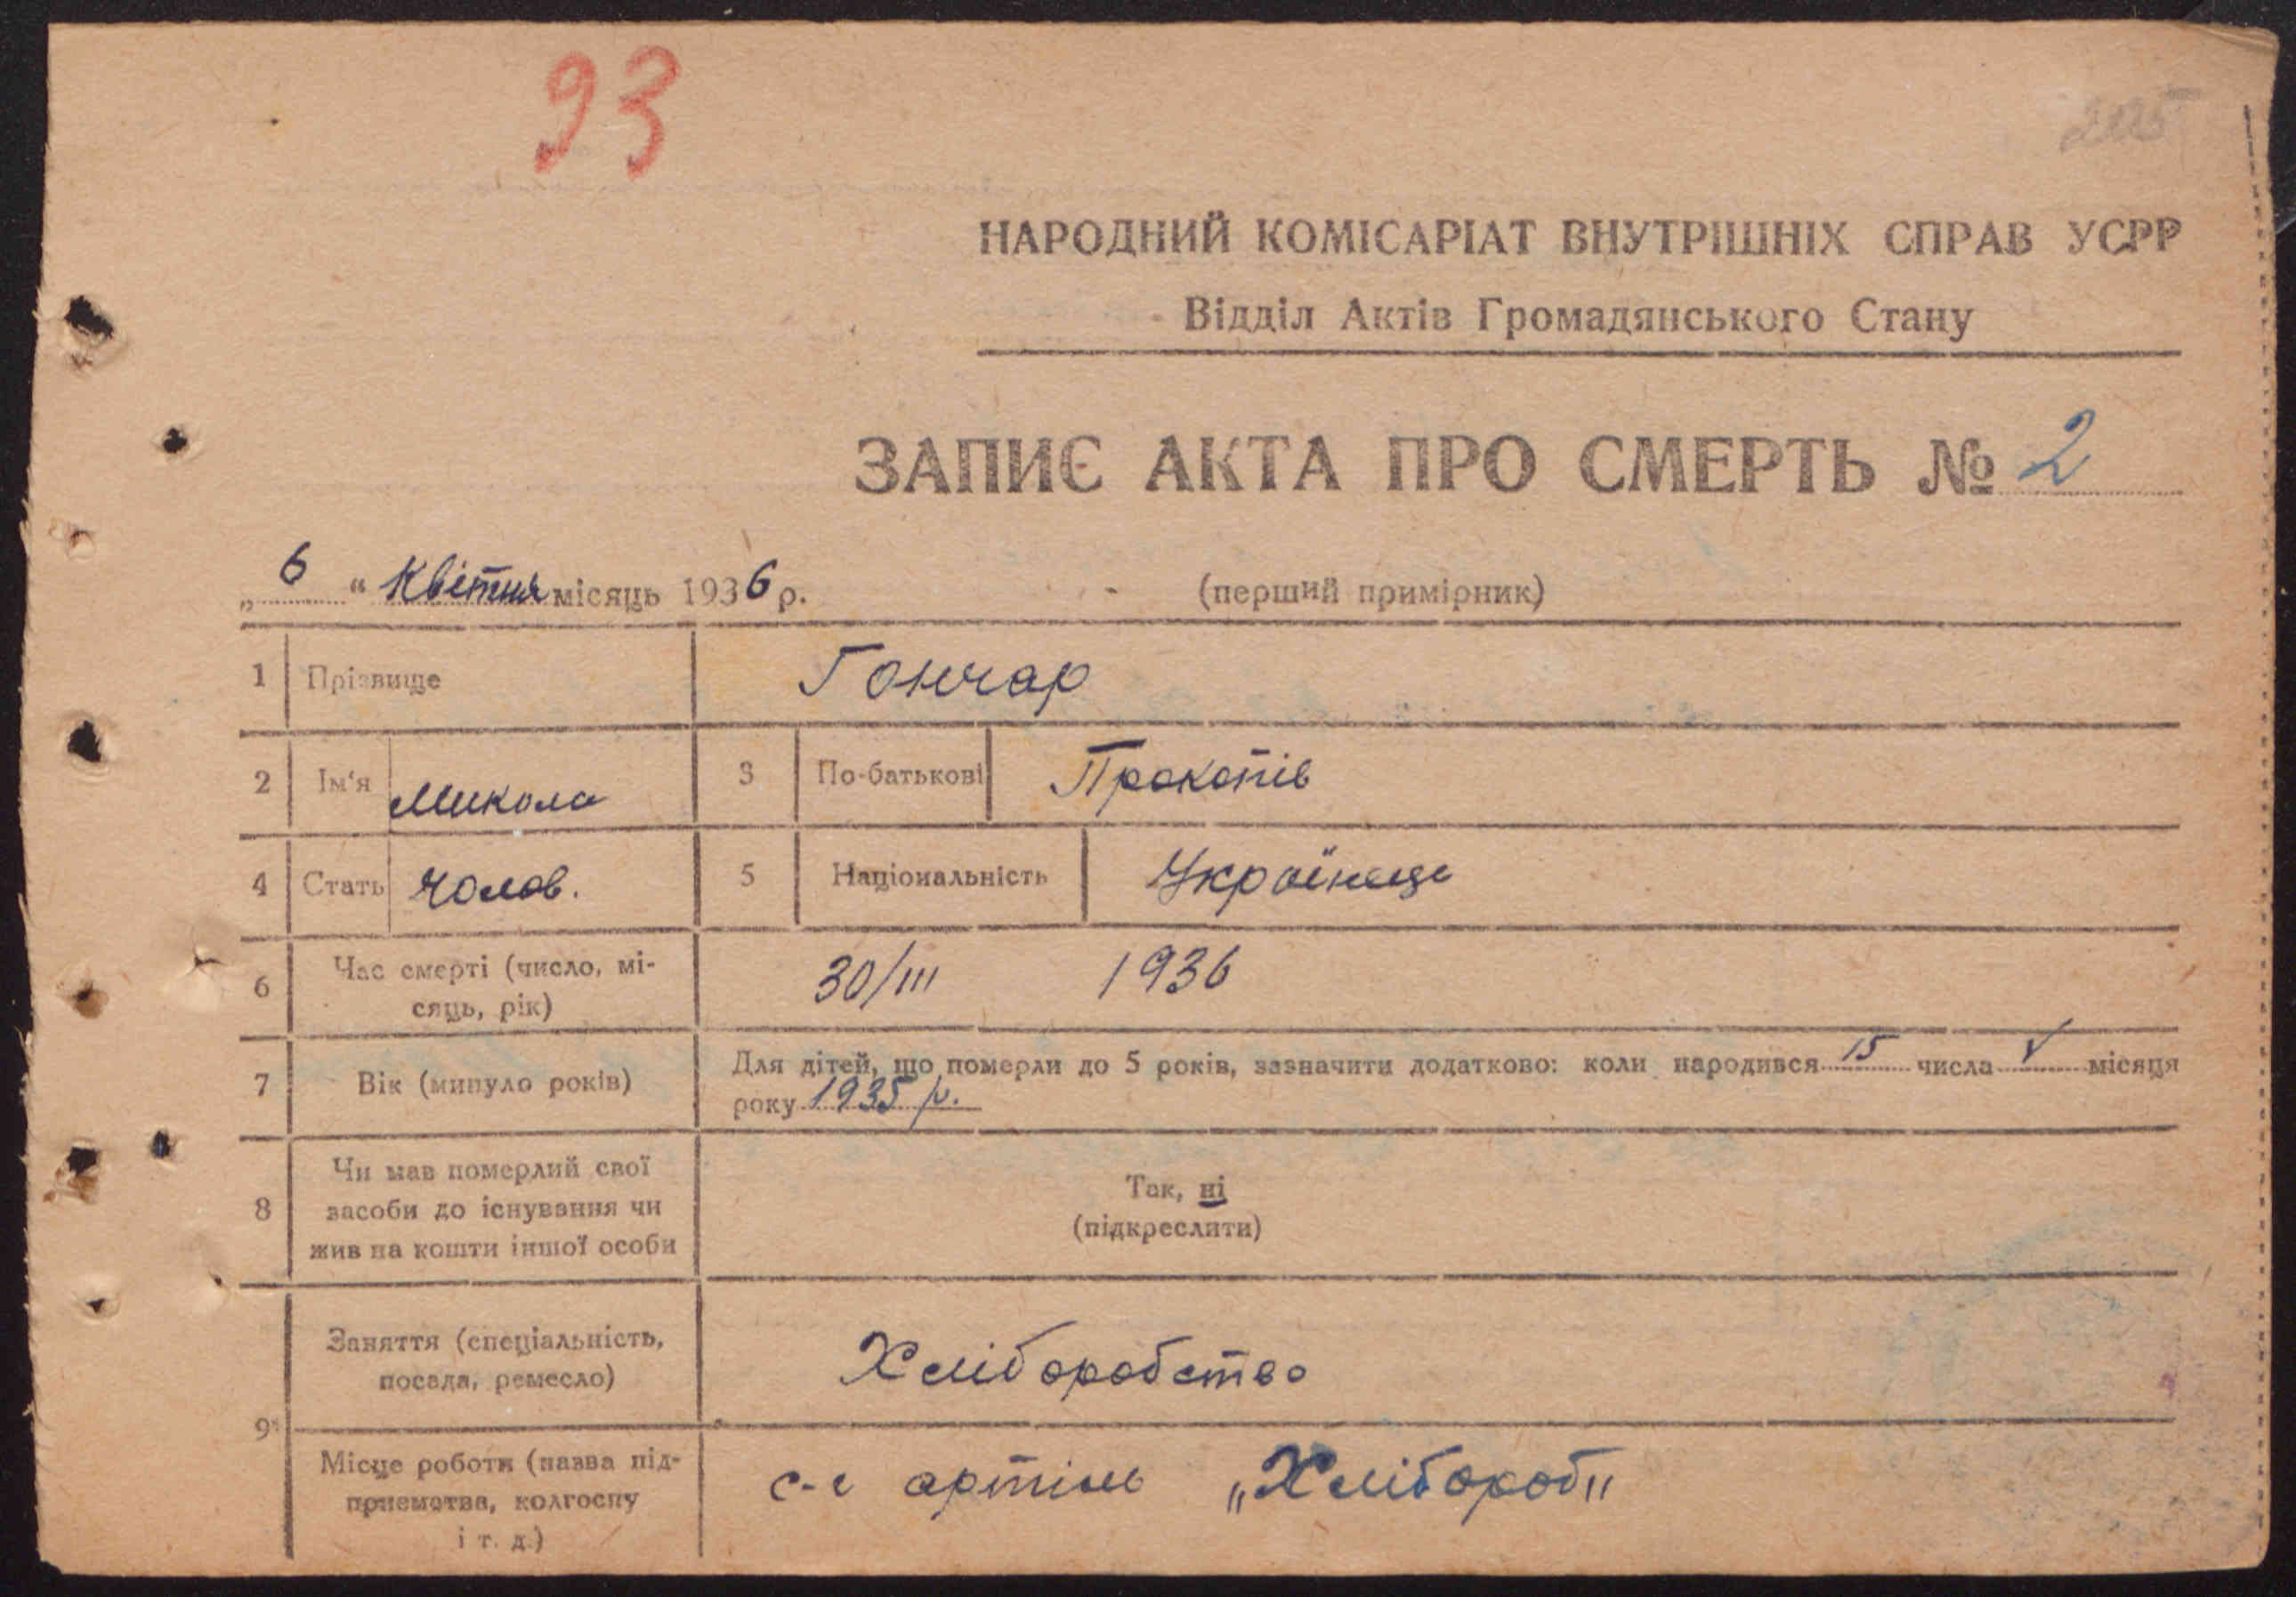 93
НАРОДНИЙ КОМІСАРІАТ ВНУТРІШНІХ СПРАВ УСРР
Відділ Актів Громадянського Стану
ЗАПИС АКТА ПРО СМЕРТЬ № 2
„ 6 “ Квітня місяць 1936 р. (перший примірник)
1 Прізвище Гончар
2 Ім'я Микола 3 По-батькові Прокопів
4 Стать чолов. 5 Національність Українець
6 Час смерті (число, мі-
сяць, рік) 30/III 1936
7 Вік (минуло років) Для дітей, що померли до 5 років, зазначити додатково: коли народився 15 числа V місяця
року 1935 р.
8 Чи мав померлий свої
засоби до існування чи
жив на кошти іншої особи
Так, ні
(підкреслити)
9 Заняття (спеціальність,
посада, ремесло) Хліборобство
Місце роботи (назва під-
приємства, колгоспу
і т. д.)
с-г артіль „Хлібороб"